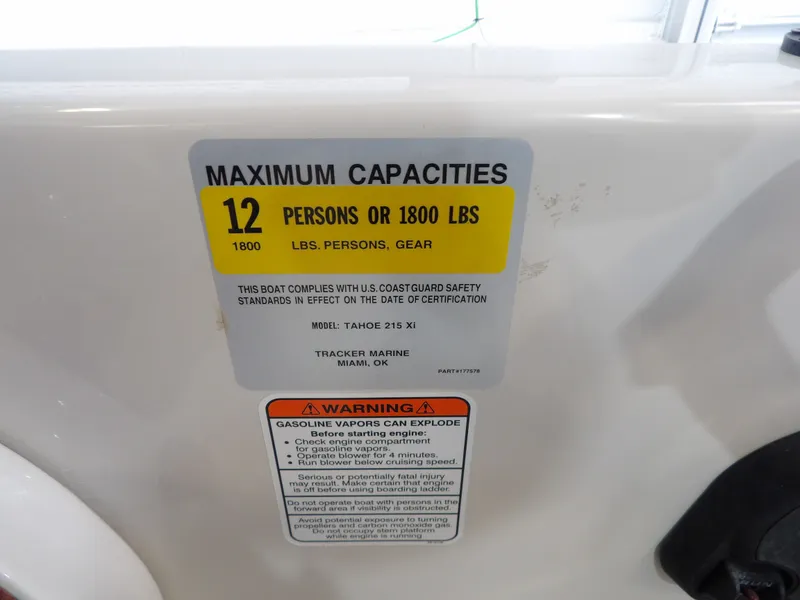 MAXIMUM CAPACITIES
12 PERSONS OR 1800 LBS
1800 LBS. PERSONS, GEAR
THIS BOAT COMPLIES WITH U.S. COAST GUARD SAFETY
STANDARDS IN EFFECT ON THE DATE OF CERTIFICATION
MODEL: TAHOE 215 Xi
TRACKER MARINE
MIAMI, OK
PART#177578
WARNING
GASOLINE VAPORS CAN EXPLODE
Before starting engine:
• Check engine compartment
for gasoline vapors.
• Operate blower for 4 minutes.
• Run blower below cruising speed.
Serious or potentially fatal injury
may result. Make certain that engine
is off before using boarding ladder.
Do not operate boat with persons in the
forward area if visibility is obstructed.
Avoid potential exposure to turning
propellers and carbon monoxide gas.
Do not occupy stern platform
while engine is running